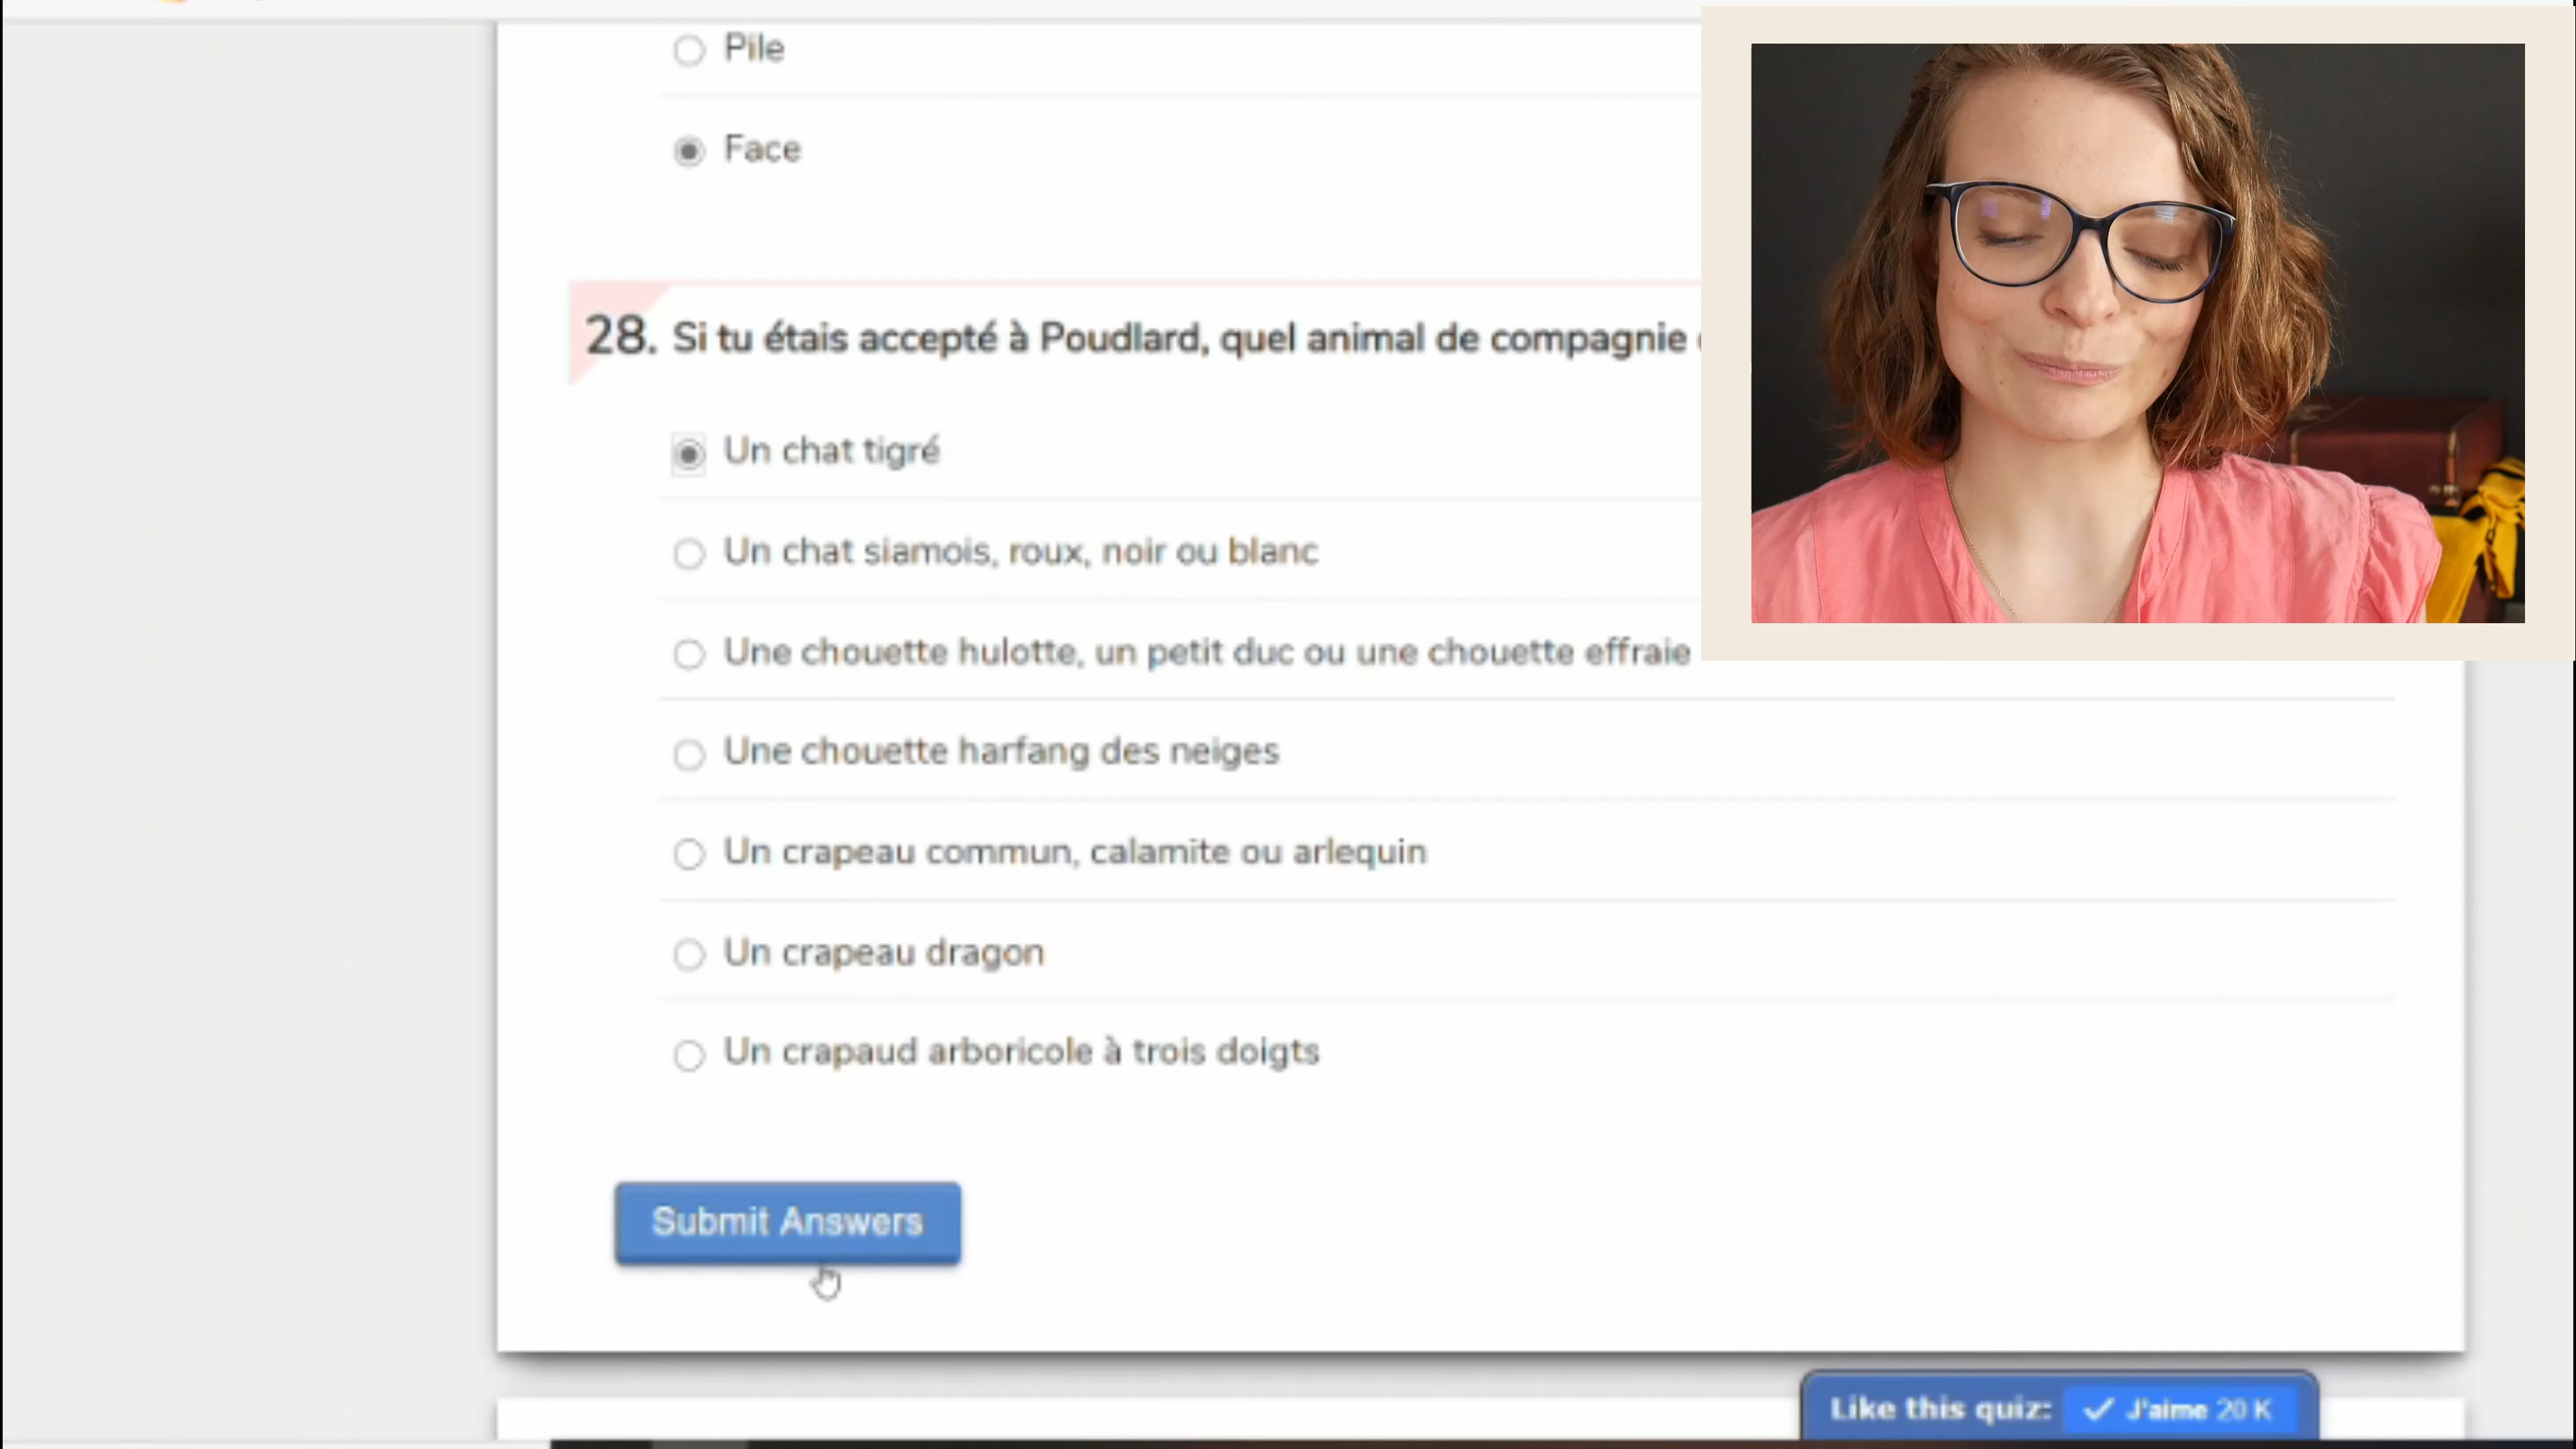 Pile
Face
28. Si tu étais accepté à Poudlard, quel animal de compagnie
Un chat tigré
Un chat siamois, roux, noir ou blanc
Une chouette hulotte, un petit duc ou une chouette effraie
Une chouette harfang des neiges
Un crapeau commun, calamite ou arlequin
Un crapeau dragon
Un crapaud arboricole à trois doigts
Submit Answers
Like this quiz: J'aime 20 K